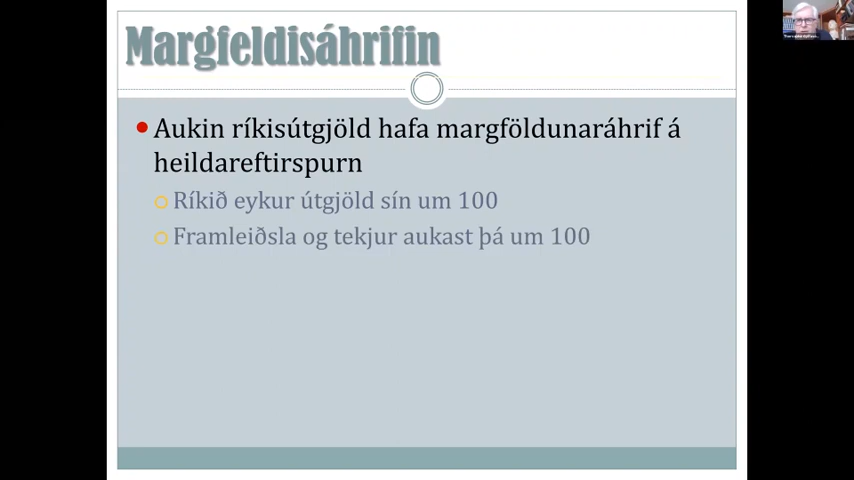 Margfeldisáhrifin
Aukin ríkisútgjöld hafa margföldunaráhrif á
heildareftirspurn
Ríkið eykur útgjöld sín um 100
Framleiðsla og tekjur aukast þá um 100